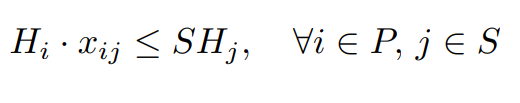 H_i · x_{ij} ≤ SH_j, ∀i ∈ P, j ∈ S